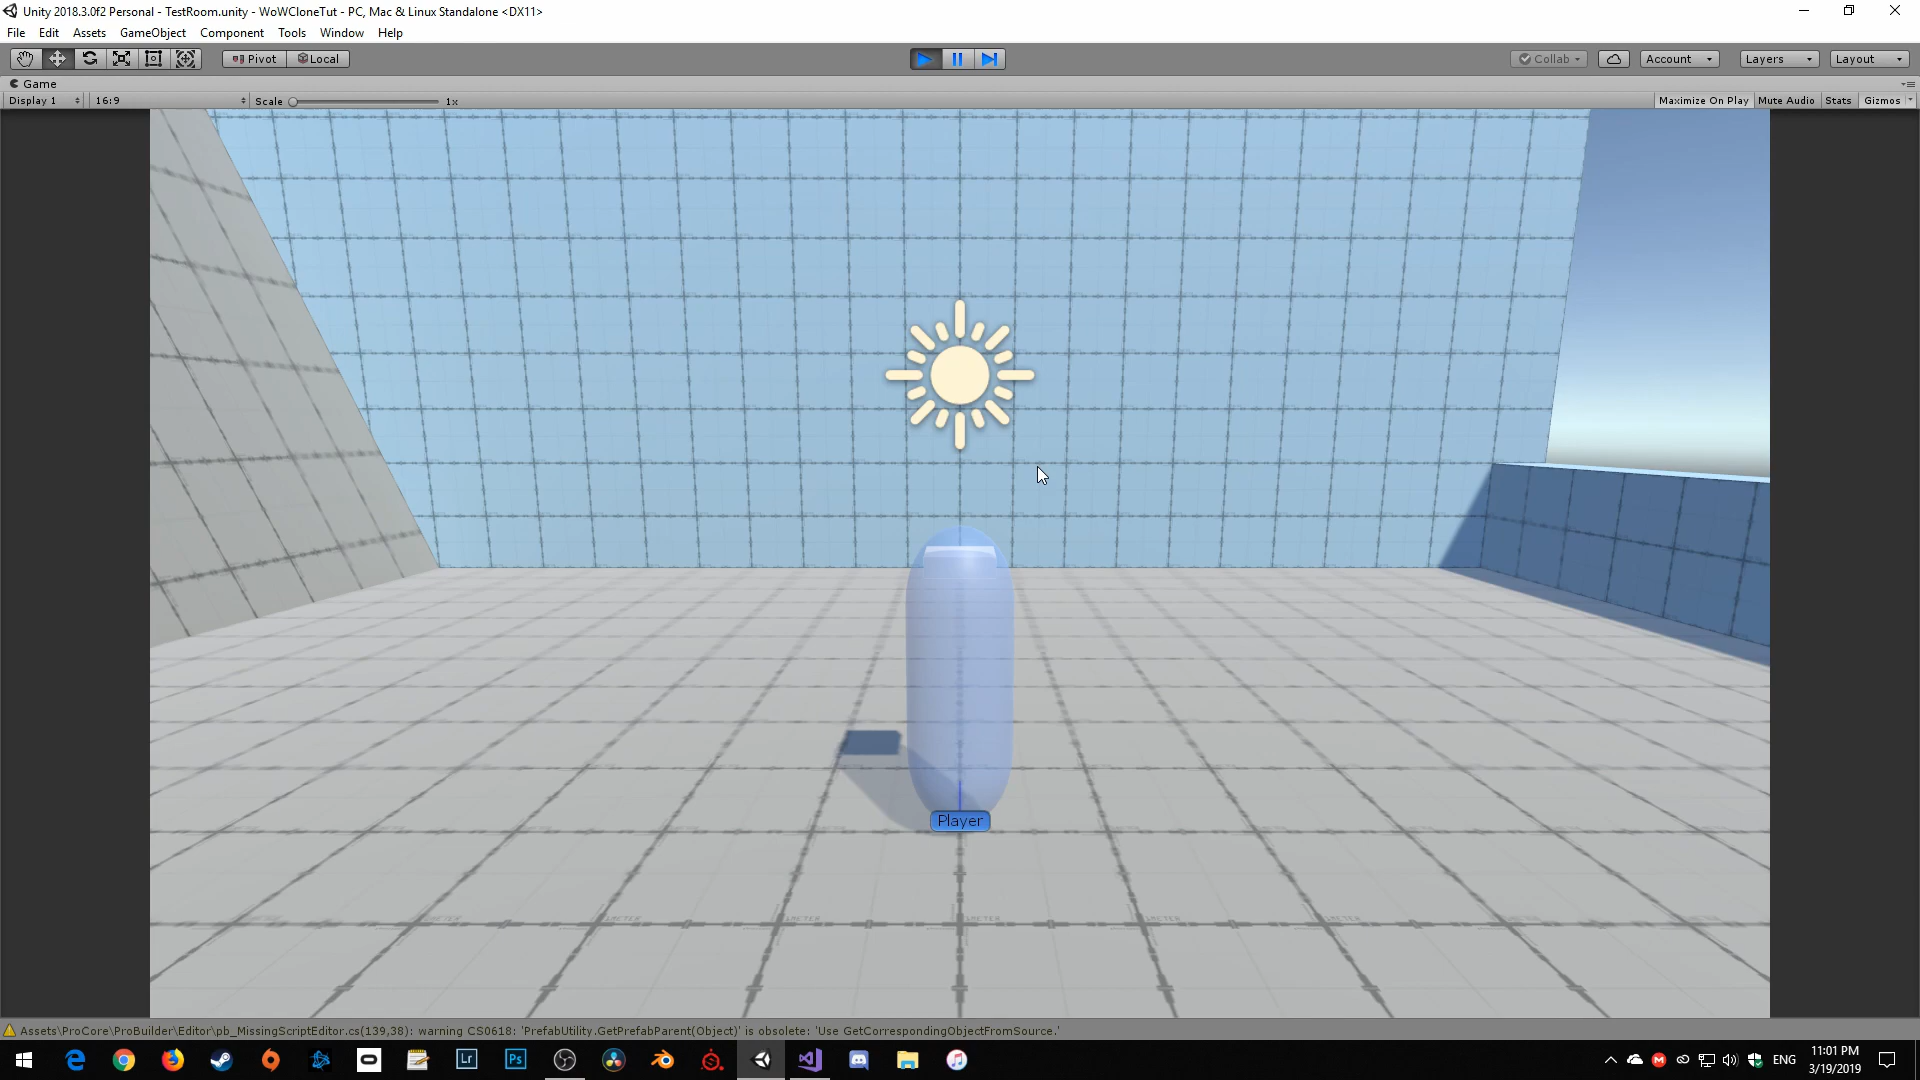 Unity 2018.3.0f2 Personal - TestRoom.unity - WoWCloneTut - PC, Mac & Linux Standalone <DX11>
File Edit Assets GameObject Component Tools Window Help
Pivot Local Collab Account Layers Layout
Game
Display 1 16:9 Scale 1x Maximize On Play Mute Audio Stats Gizmos
Player
Assets\ProCore\ProBuilder\Editor\pb_MissingScriptEditor.cs(139,38): warning CS0618: 'PrefabUtility.GetPrefabParent(Object)' is obsolete: 'Use GetCorrespondingObjectFromSource.'
Lr Ps ENG 11:01 PM
3/19/2019